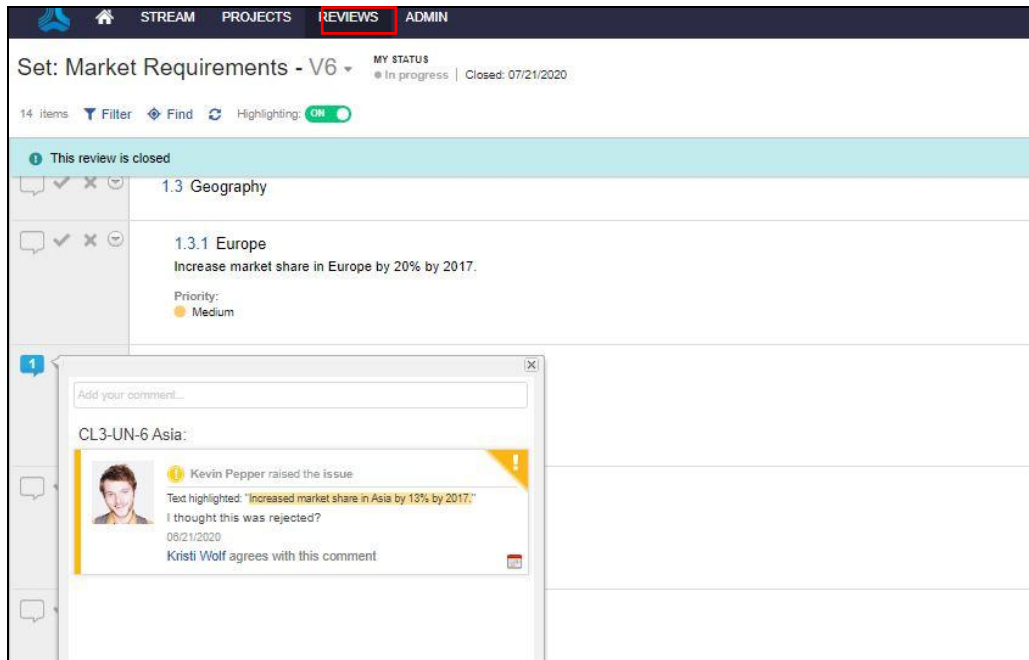 STREAM PROJECTS REVIEWS ADMIN
Set: Market Requirements - V6
MY STATUS
In progress | Closed: 07/21/2020
14 items Filter Find Highlighting: ON
This review is closed
1.3 Geography
1.3.1 Europe
Increase market share in Europe by 20% by 2017.
Priority:
Medium
1
Add your comment...
CL3-UN-6 Asia:
Kevin Pepper raised the issue
Text highlighted: "Increased market share in Asia by 13% by 2017."
I thought this was rejected?
06/21/2020
Kristi Wolf agrees with this comment